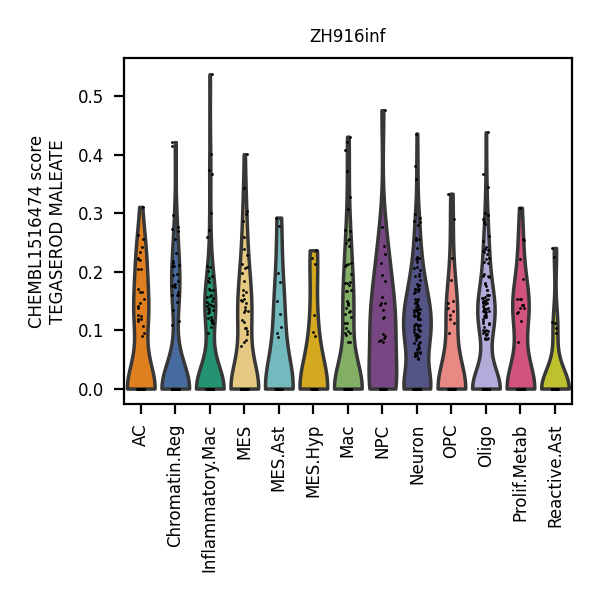 ZH916inf
CHEMBL1516474 score
TEGASEROD MALEATE
0.5
0.4
0.3
0.2
0.1
0.0
AC
Chromatin.Reg
Inflammatory.Mac
MES
MES.Ast
MES.Hyp
Mac
NPC
Neuron
OPC
Oligo
Prolif.Metab
Reactive.Ast